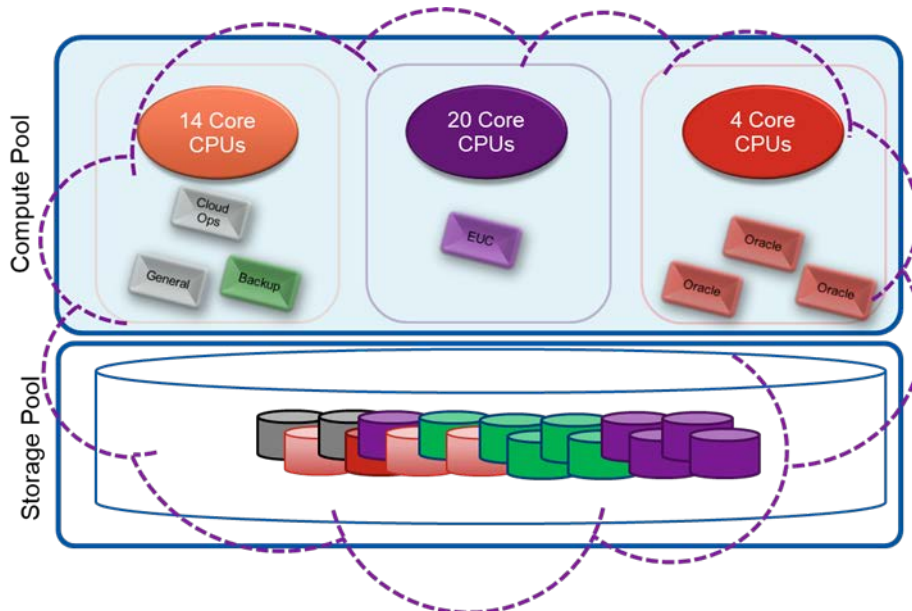 Compute Pool
14 Core
CPUs
20 Core
CPUs
4 Core
CPUs
Cloud
Ops
General
Backup
EUC
Oracle
Oracle
Oracle
Storage Pool